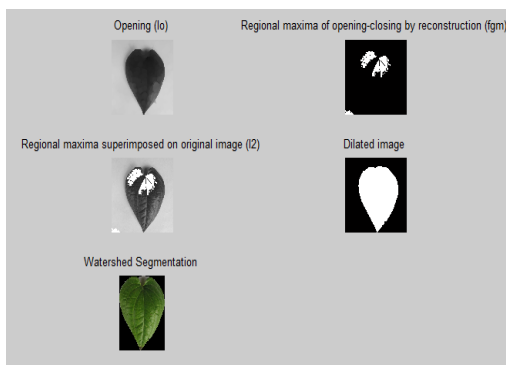 Opening (Io)
Regional maxima of opening-closing by reconstruction (fgm)
Regional maxima superimposed on original image (I2)
Dilated image
Watershed Segmentation